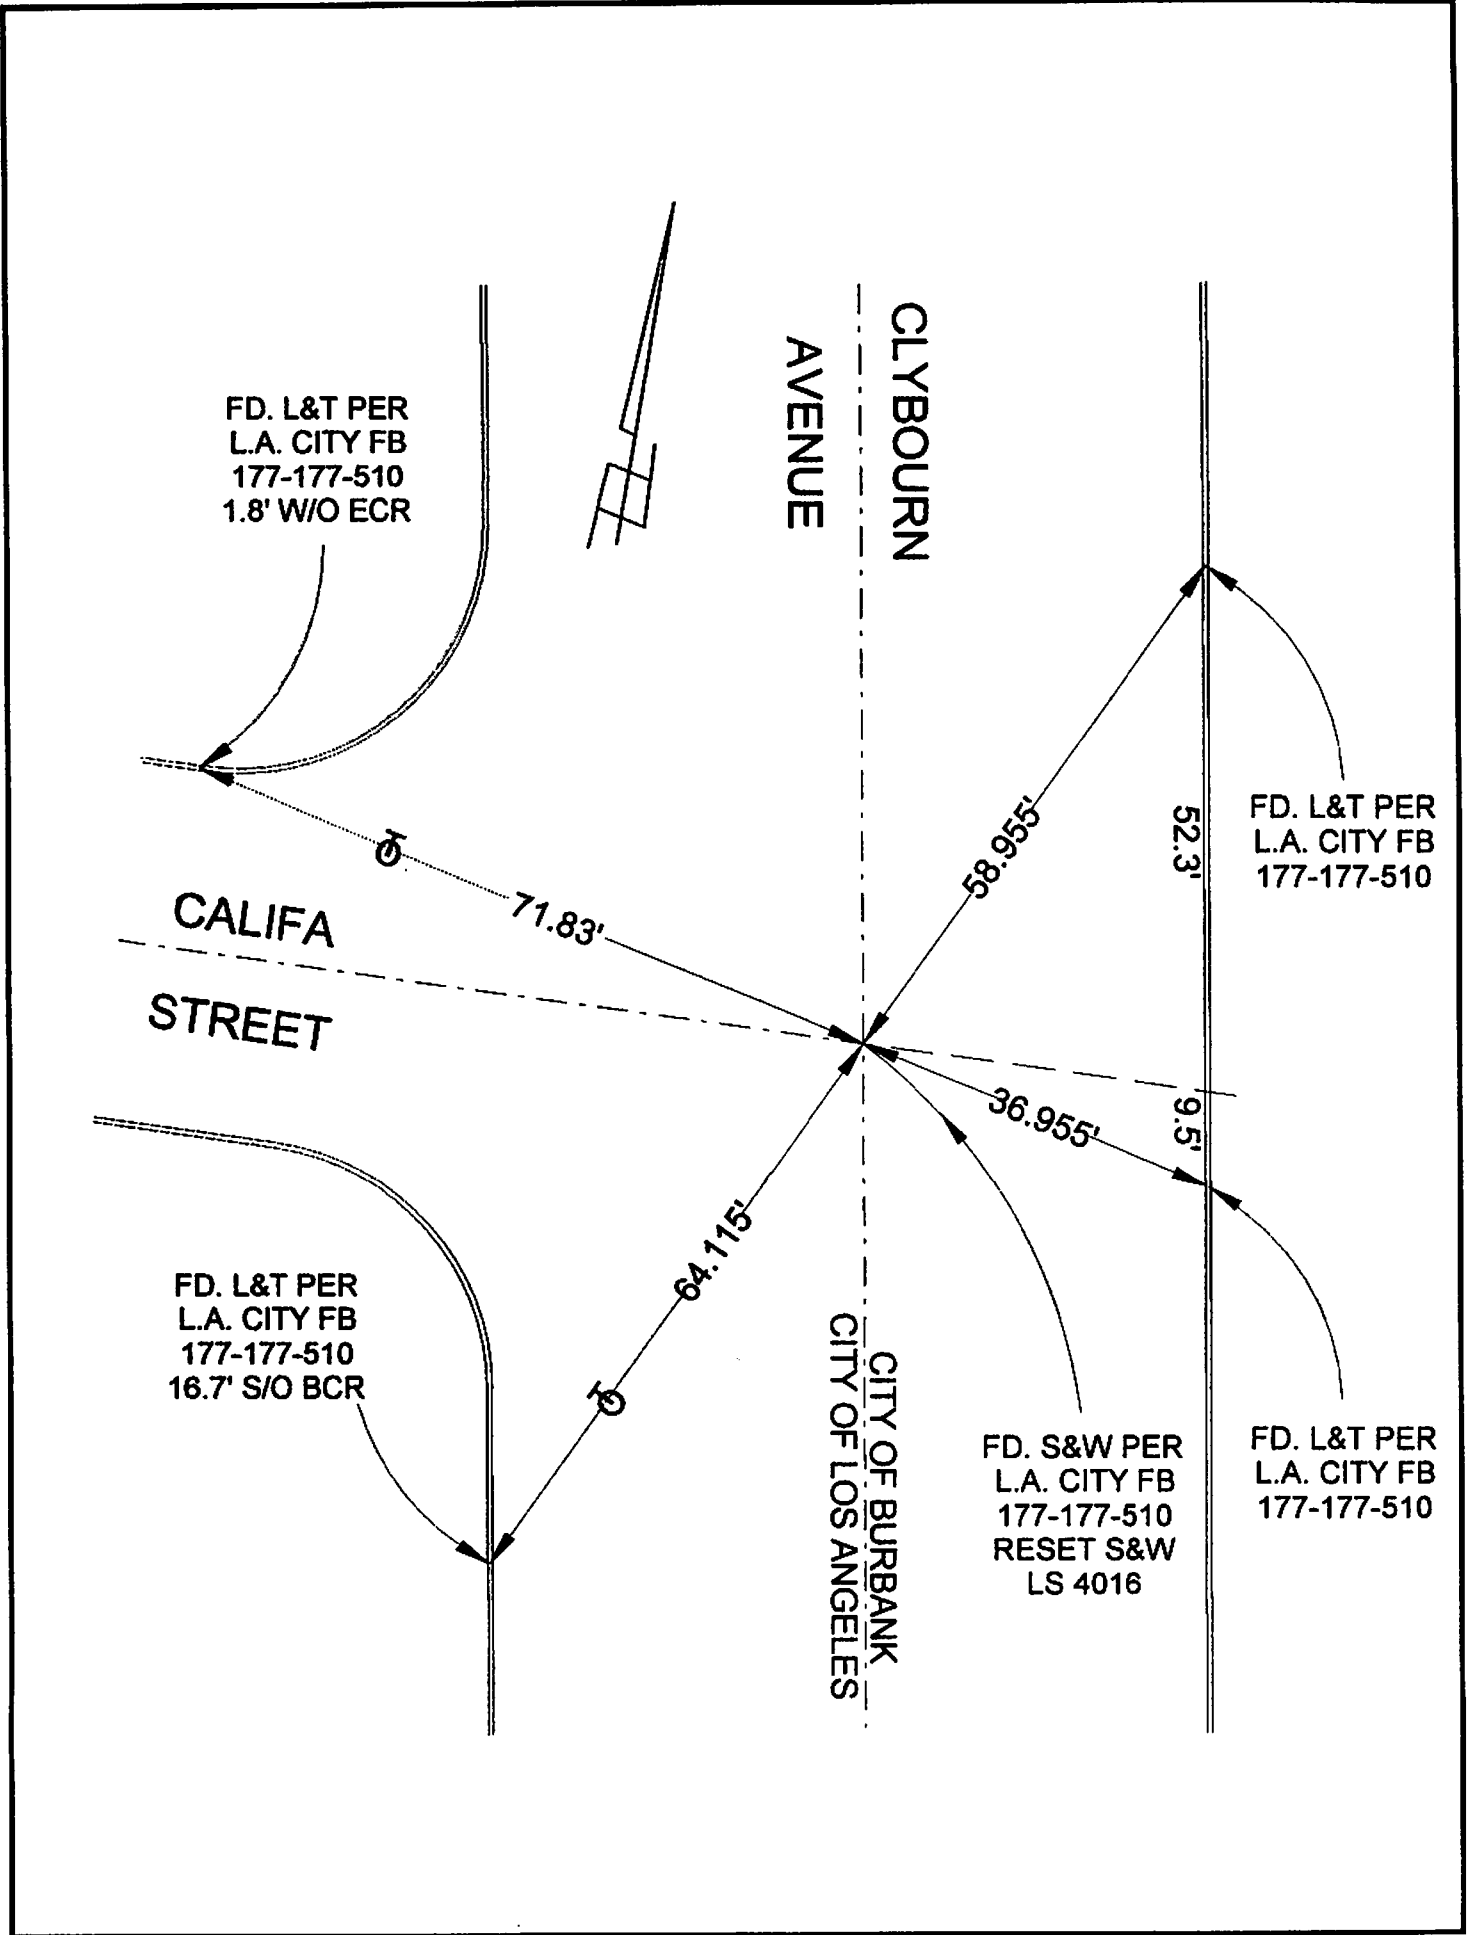 CLYBOURN
AVENUE
FD. L&T PER
L.A. CITY FB
177-177-510
1.8' W/O ECR
58.955'
52.3'
FD. L&T PER
L.A. CITY FB
177-177-510
71.83'
CALIFA
STREET
36.955'
9.5'
64.115'
FD. L&T PER
L.A. CITY FB
177-177-510
16.7' S/O BCR
CITY OF BURBANK
CITY OF LOS ANGELES
FD. S&W PER
L.A. CITY FB
177-177-510
RESET S&W
LS 4016
FD. L&T PER
L.A. CITY FB
177-177-510